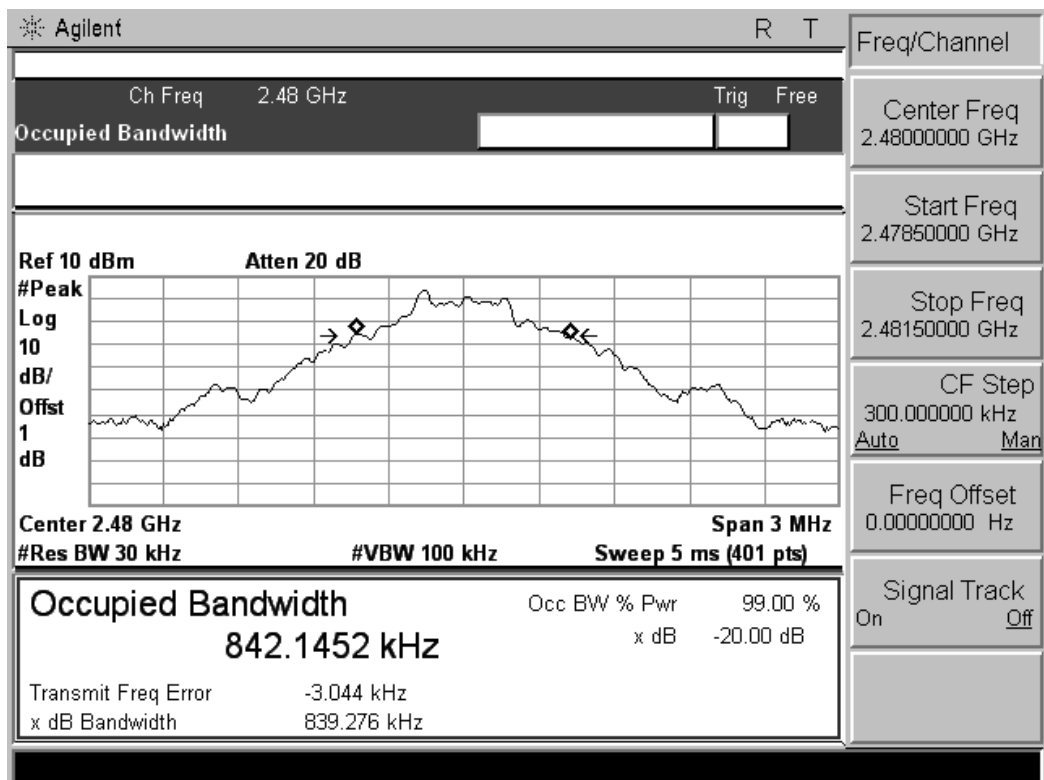 Agilent R T
Freq/Channel
Ch Freq 2.48 GHz Trig Free
Occupied Bandwidth
Center Freq
2.48000000 GHz
Start Freq
2.47850000 GHz
Stop Freq
2.48150000 GHz
CF Step
300.000000 kHz
Auto Man
Freq Offset
0.00000000 Hz
Signal Track
On Off
Ref 10 dBm Atten 20 dB
#Peak
Log
10
dB/
Offst
1
dB
Center 2.48 GHz Span 3 MHz
#Res BW 30 kHz #VBW 100 kHz Sweep 5 ms (401 pts)
Occupied Bandwidth
842.1452 kHz
Occ BW % Pwr 99.00 %
x dB -20.00 dB
Transmit Freq Error -3.044 kHz
x dB Bandwidth 839.276 kHz